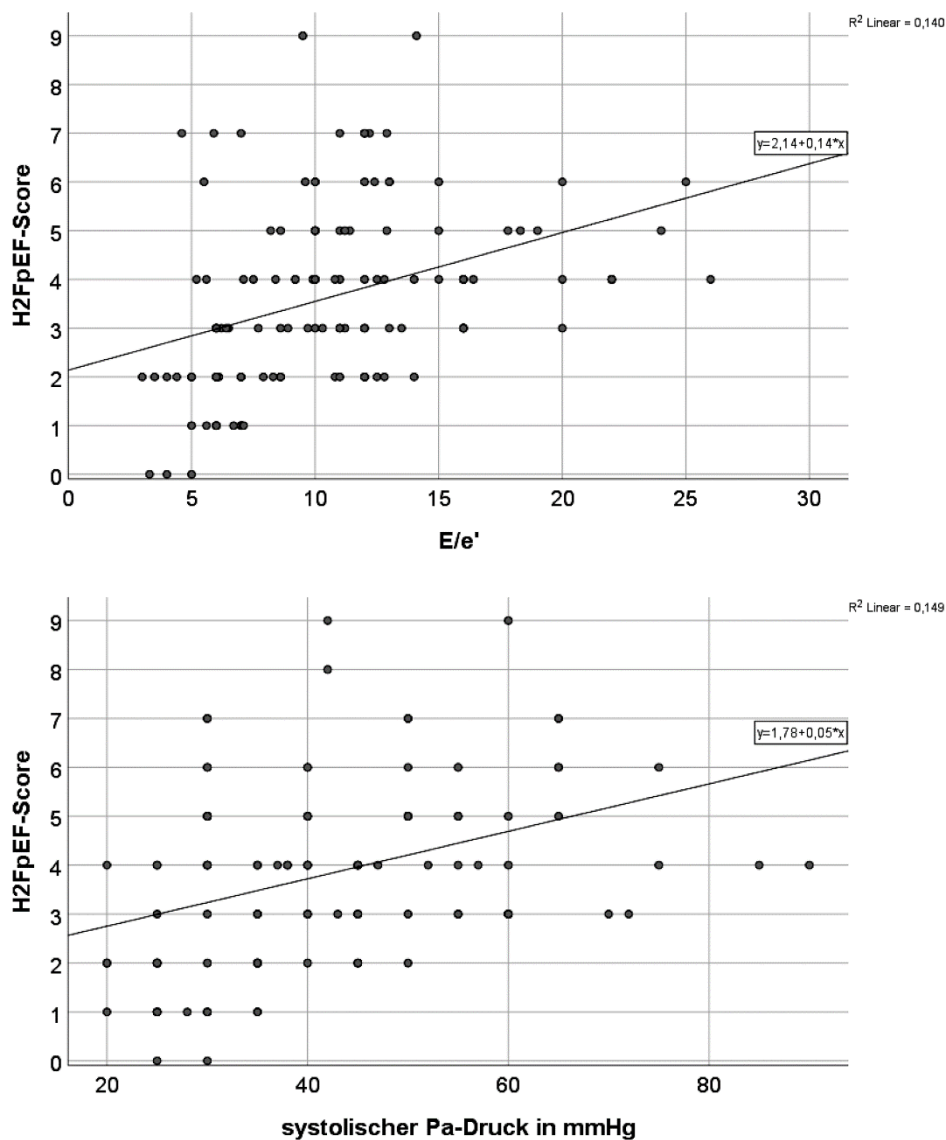 R2 Linear = 0,140
9
8
7
6
5
4
3
2
1
0
y=2,14+0,14*x
H2FpEF-Score
0 5 10 15 20 25 30
E/e'
R2 Linear = 0,149
9
8
7
6
5
4
3
2
1
0
y=1,78+0,05*x
H2FpEF-Score
20 40 60 80
systolischer Pa-Druck in mmHg